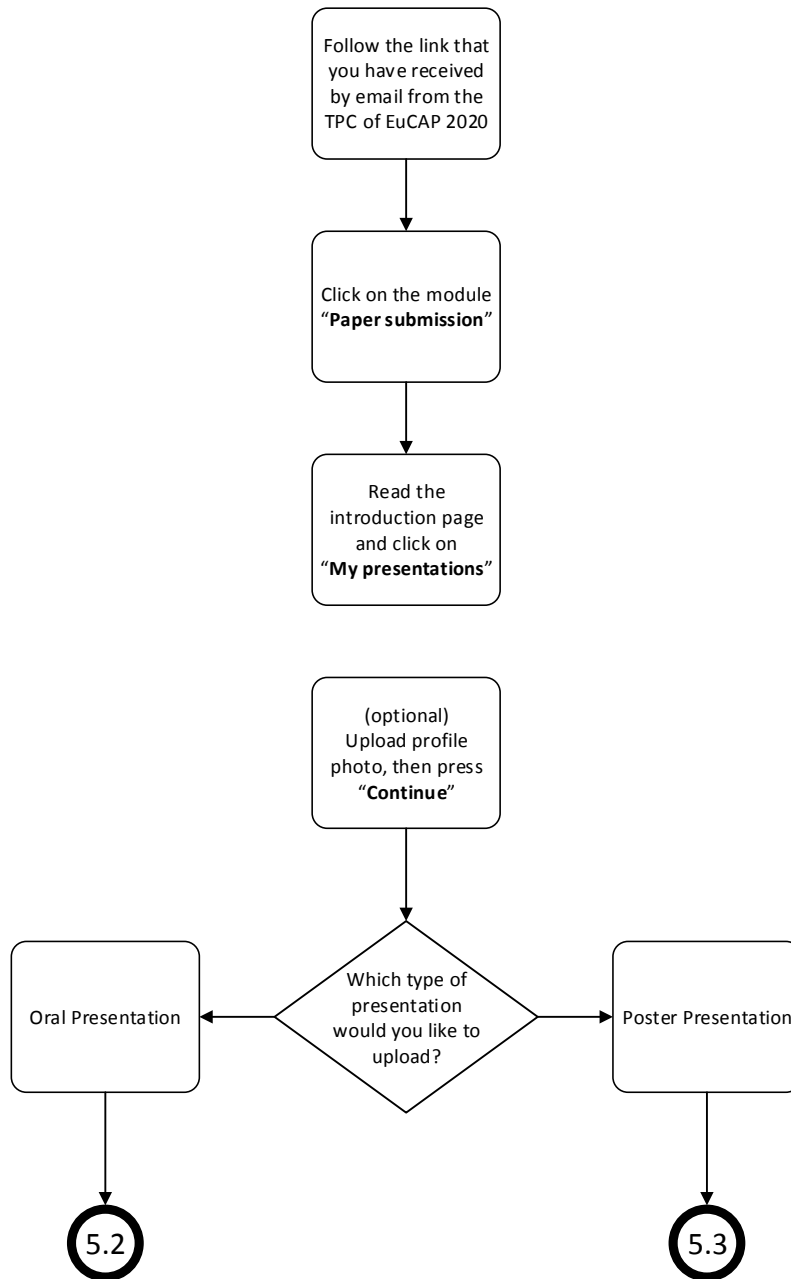 Follow the link that
you have received
by email from the
TPC of EuCAP 2020
Click on the module
“Paper submission”
Read the
introduction page
and click on
“My presentations”
(optional)
Upload profile
photo, then press
“Continue”
Which type of
presentation
would you like to
upload?
Oral Presentation
Poster Presentation
5.2
5.3